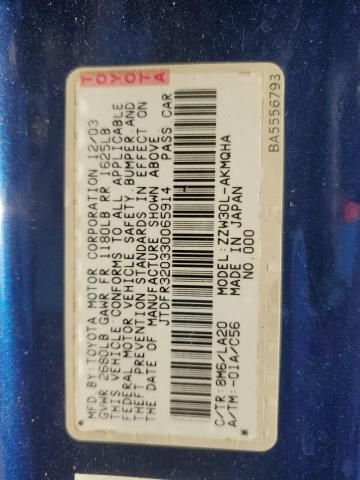 TOYOTA
MFD.BY:TOYOTA MOTOR CORPORATION 12/03
GVWR 2680LB GAWR FR 1180LB RR 1625LB
THIS VEHICLE CONFORMS TO ALL APPLICABLE
FEDERAL MOTOR VEHICLE SAFETY,BUMPER AND
THEFT PREVENTION STANDARDS IN EFFECT ON
THE DATE OF MANUFACTURE SHOWN ABOVE.
JTDFR320330065914 PASS CAR
C/TR:8M6/LA20 MODEL:ZZW30L-AKMQHA
A/TM:-01A/C56 MADE IN JAPAN
NO.000
BA5556793